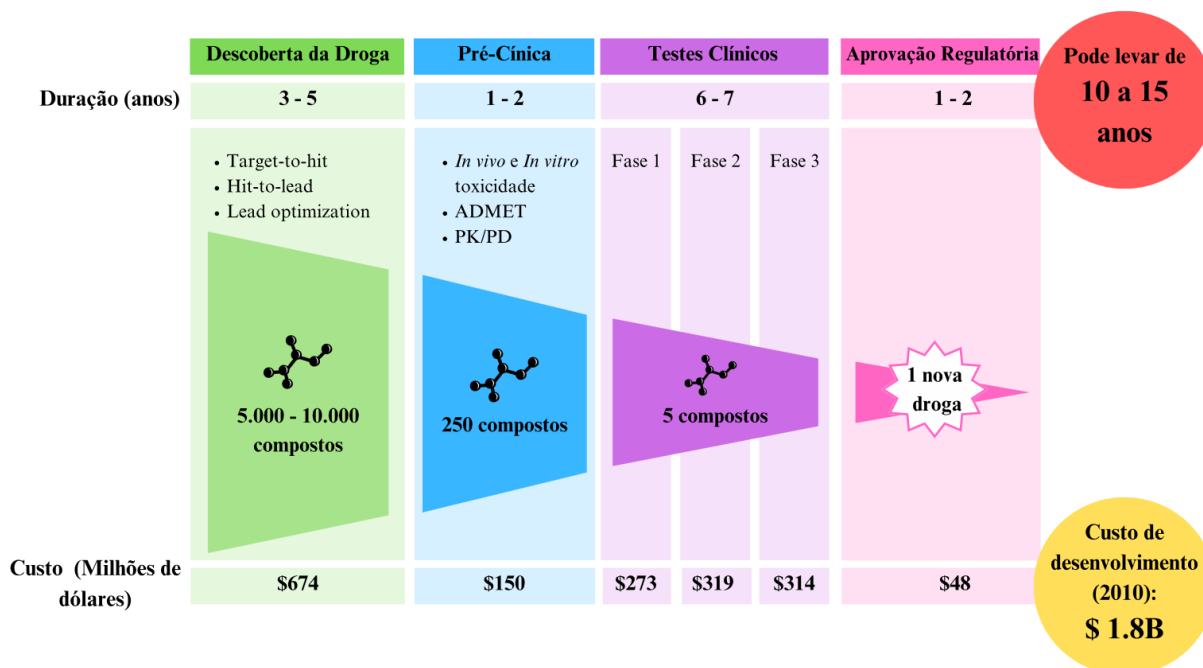 Descoberta da Droga
Pré-Cínica
Testes Clínicos
Aprovação Regulatória
Pode levar de
10 a 15
anos
Duração (anos)
3 - 5
1 - 2
6 - 7
1 - 2
• Target-to-hit
• Hit-to-lead
• Lead optimization
• In vivo e In vitro
toxicidade
• ADMET
• PK/PD
Fase 1
Fase 2
Fase 3
5.000 - 10.000
compostos
250 compostos
5 compostos
1 nova
droga
Custo (Milhões de
dólares)
$674
$150
$273
$319
$314
$48
Custo de
desenvolvimento
(2010):
$ 1.8B